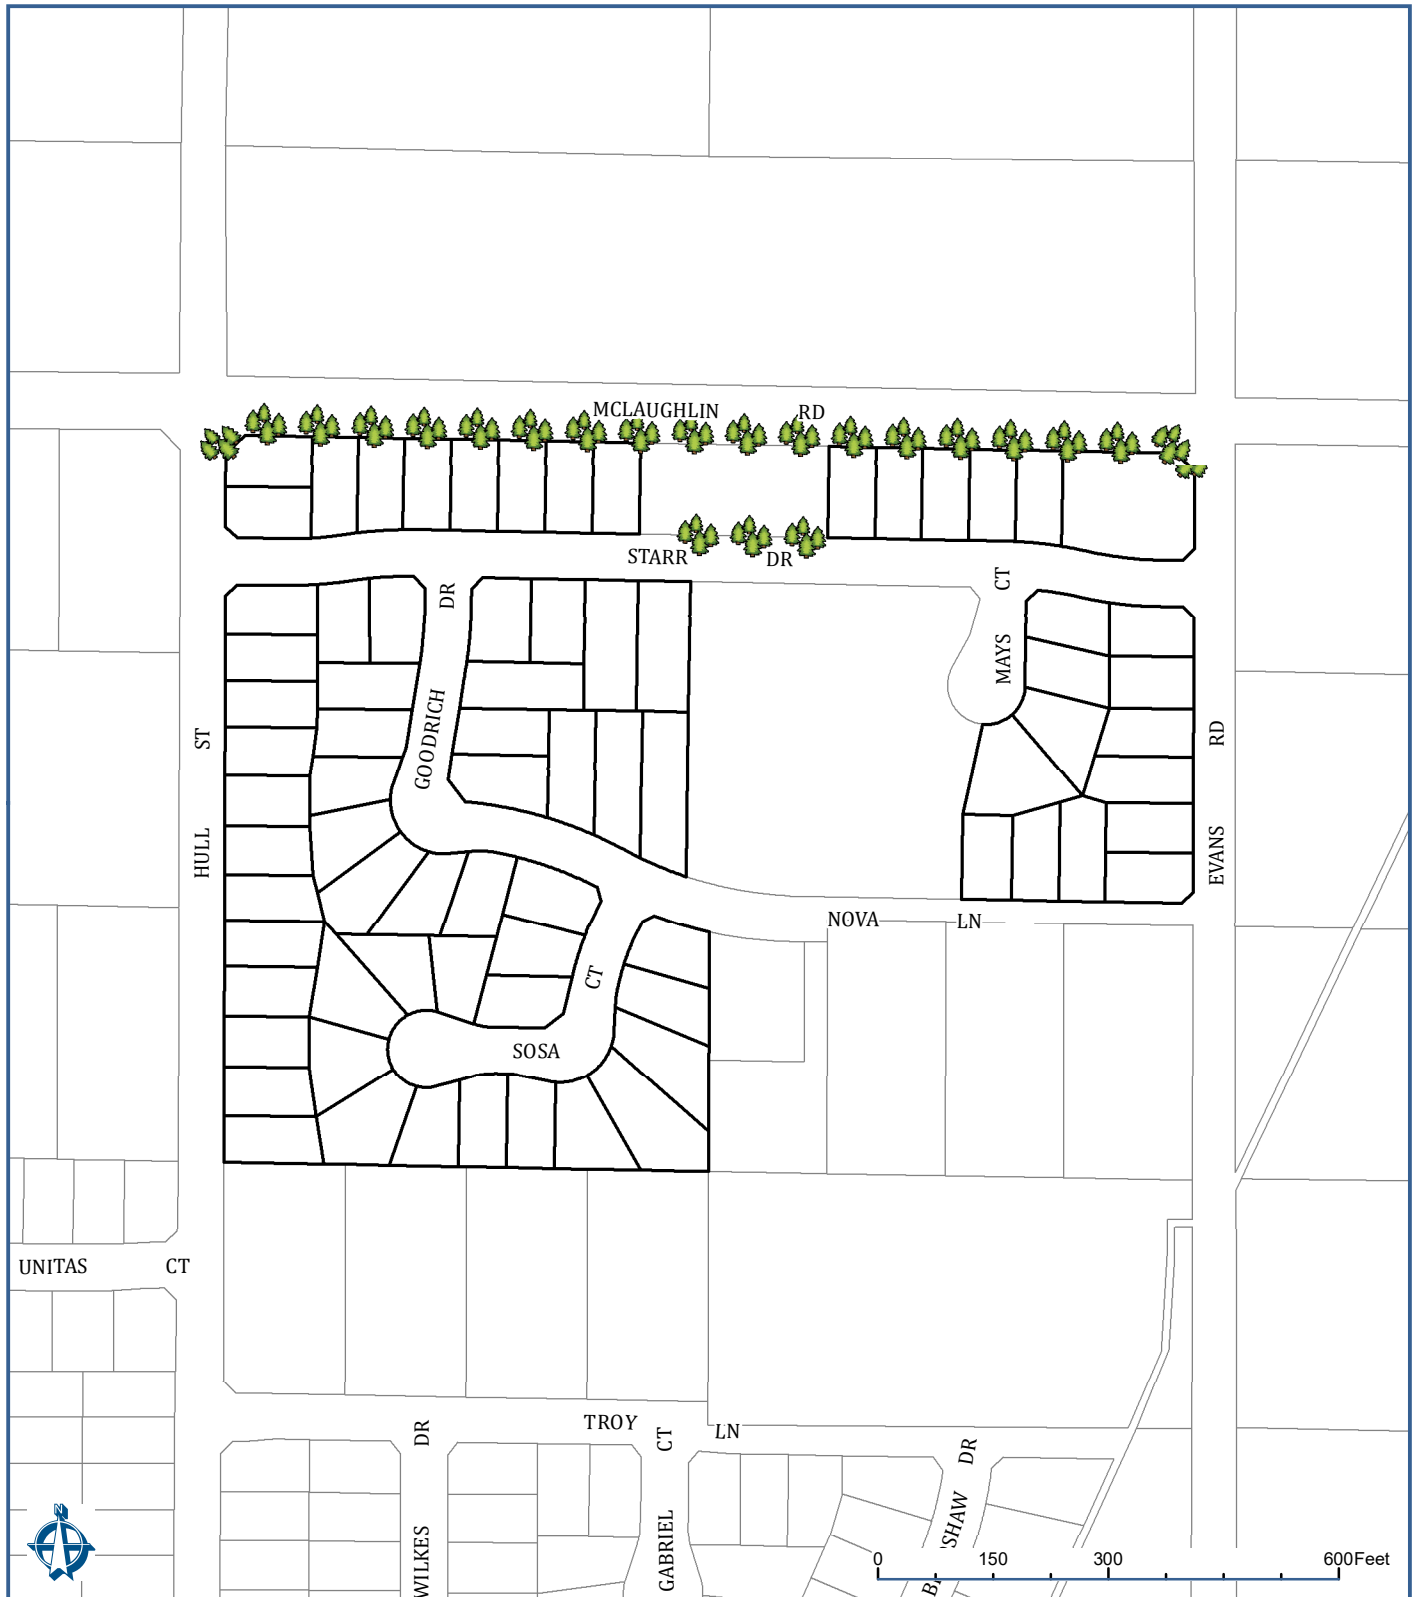 MCLAUGHLIN RD
STARR DR
DR
CT
MAYS
GOODRICH
ST
RD
HULL
EVANS
NOVA LN
CT
SOSA
UNITAS CT
TROY LN
DR
CT
DR
WILKES
GABRIEL
N
0 150 300 600Feet